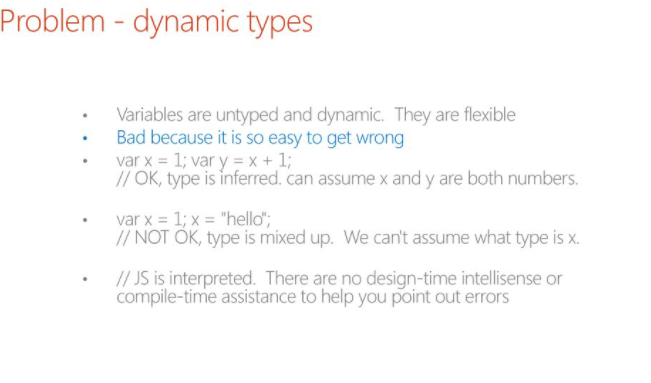 Problem - dynamic types
• Variables are untyped and dynamic. They are flexible
• Bad because it is so easy to get wrong
• var x = 1; var y = x + 1;
// OK, type is inferred. can assume x and y are both numbers.
• var x = 1; x = "hello";
// NOT OK, type is mixed up. We can't assume what type is x.
• // JS is interpreted. There are no design-time intellisense or
compile-time assistance to help you point out errors